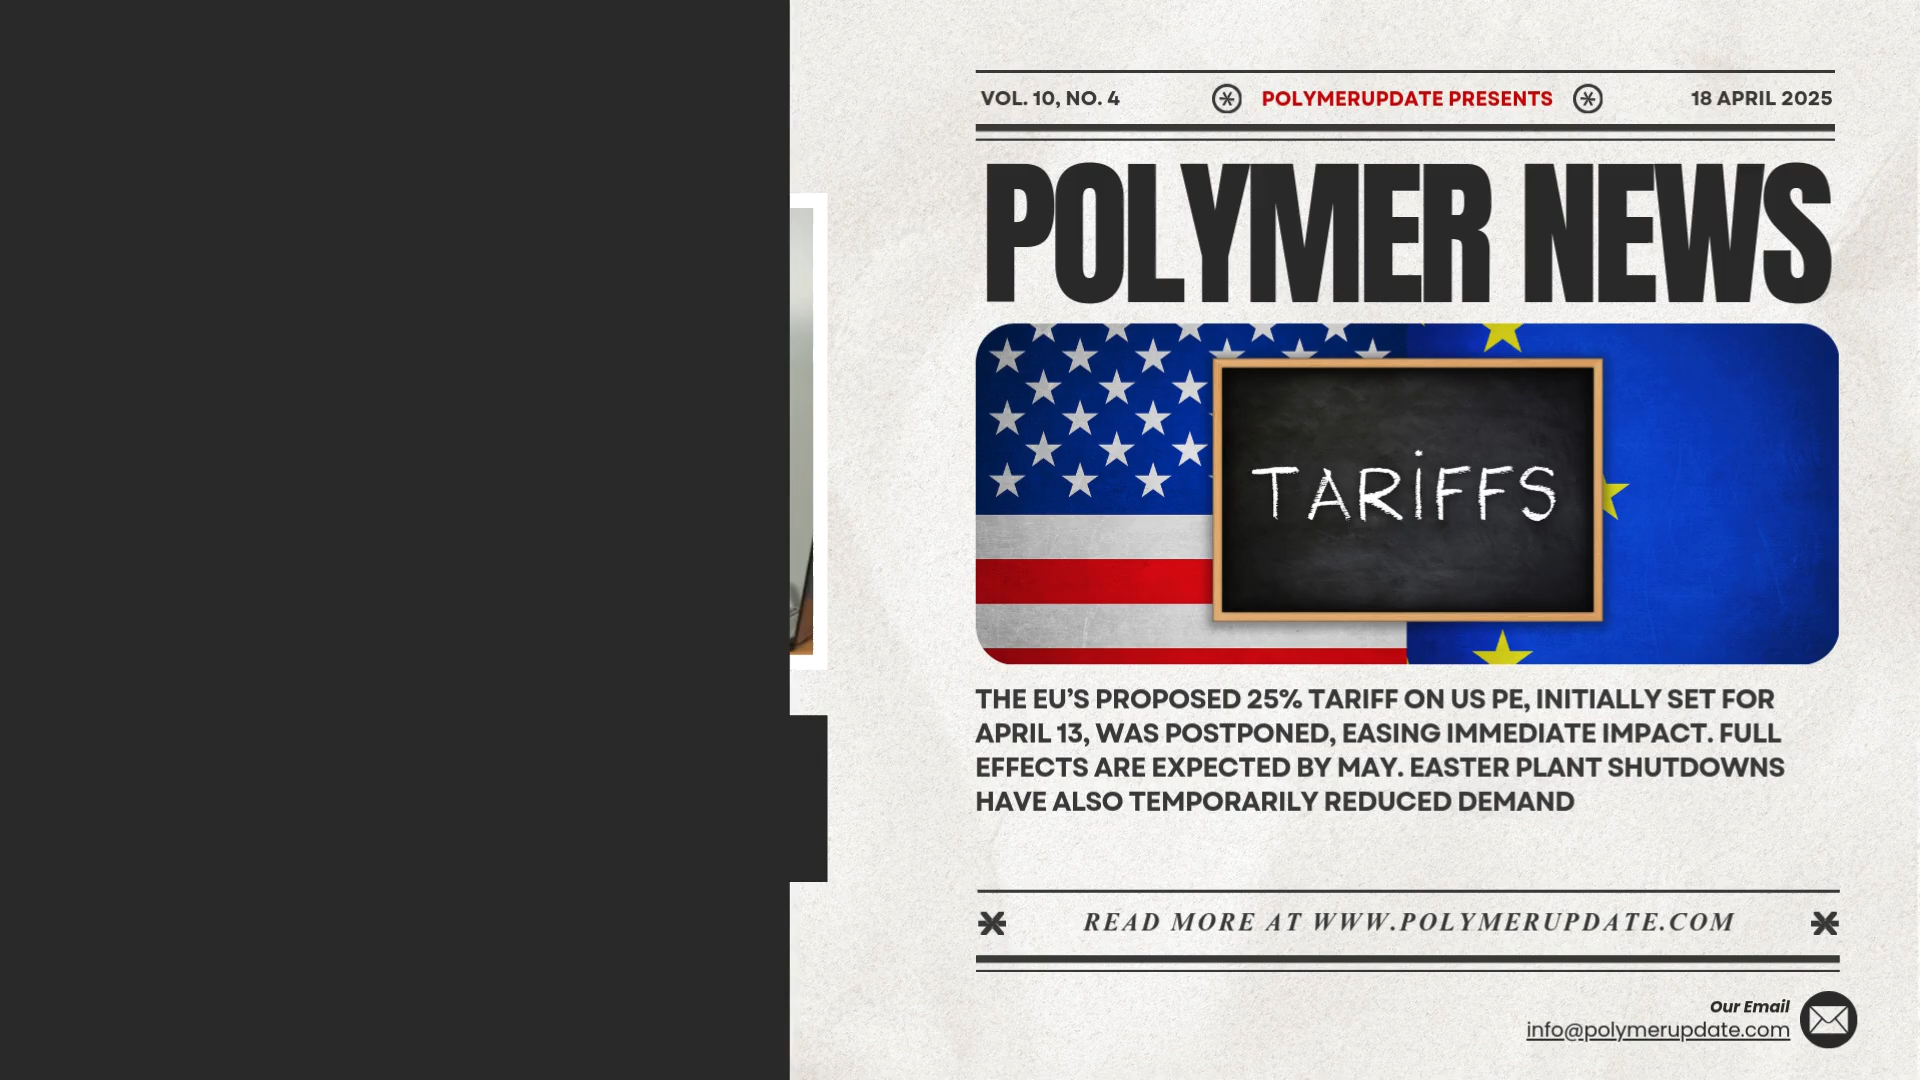 VOL. 10, NO. 4
POLYMERUPDATE PRESENTS
18 APRIL 2025
POLYMER NEWS
TARIFFS
THE EU’S PROPOSED 25% TARIFF ON US PE, INITIALLY SET FOR
APRIL 13, WAS POSTPONED, EASING IMMEDIATE IMPACT. FULL
EFFECTS ARE EXPECTED BY MAY. EASTER PLANT SHUTDOWNS
HAVE ALSO TEMPORARILY REDUCED DEMAND
READ MORE AT WWW.POLYMERUPDATE.COM
Our Email
info@polymerupdate.com